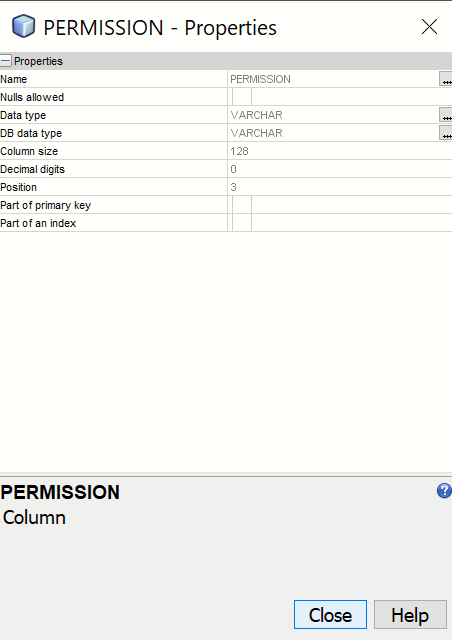 PERMISSION - Properties
Properties
Name PERMISSION ...
Nulls allowed
Data type VARCHAR ...
DB data type VARCHAR ...
Column size 128
Decimal digits 0
Position 3
Part of primary key
Part of an index
PERMISSION ?
Column
Close Help